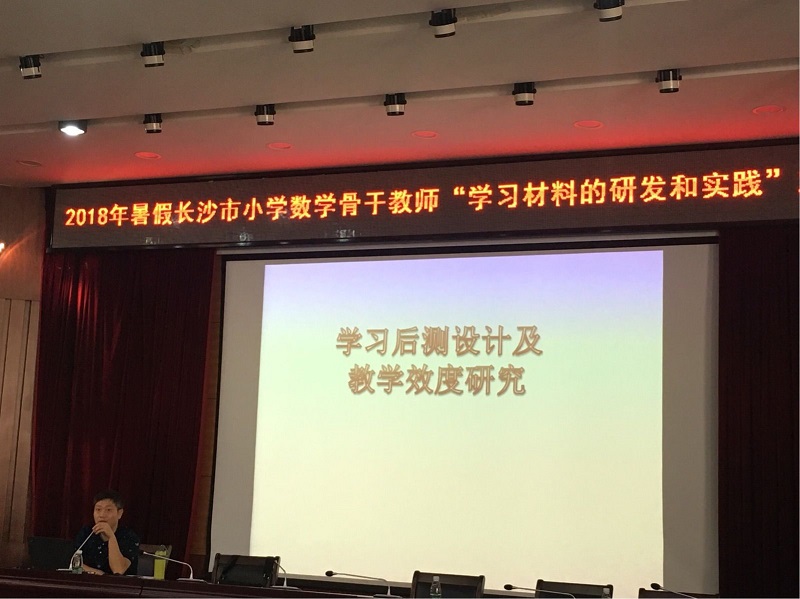 2018年暑假长沙市小学数学骨干教师“学习材料的研发和实践”
学习后测设计及
教学效度研究